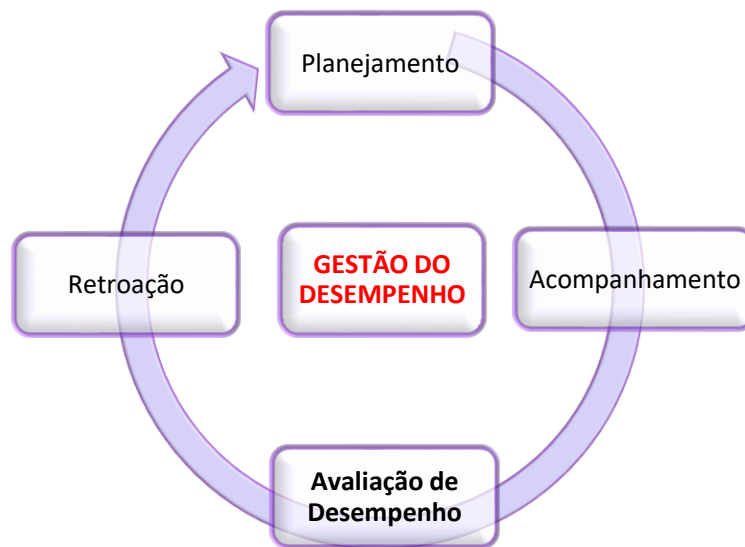 Planejamento
Retroação
GESTÃO DO
DESEMPENHO
Acompanhamento
Avaliação de
Desempenho